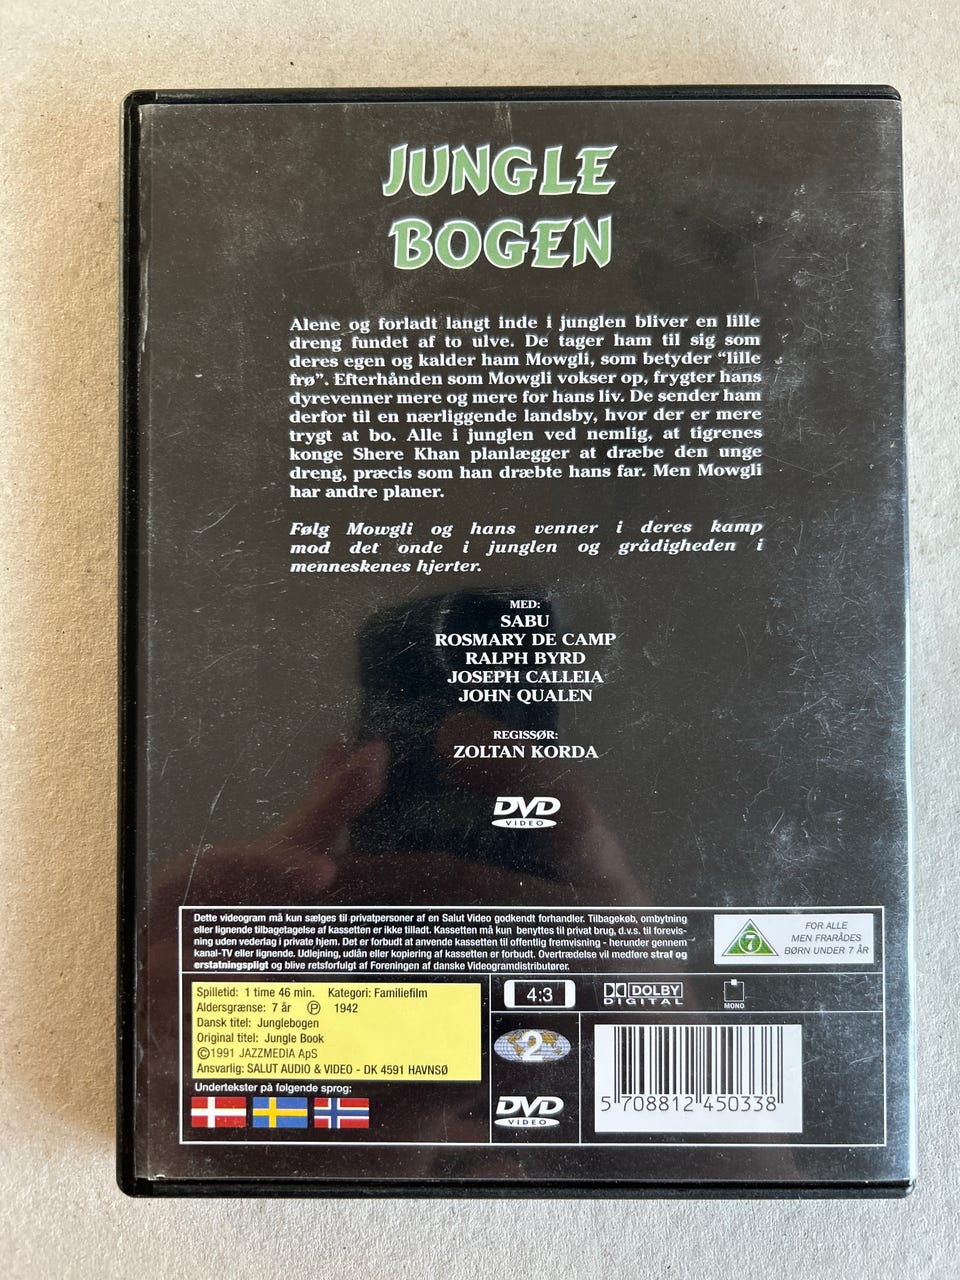 JUNGLE
BOGEN
Alene og forladt langt inde i junglen bliver en lille
dreng fundet af to ulve. De tager ham til sig som
deres egen og kalder ham Mowgli, som betyder “lille
frø”. Efterhånden som Mowgli vokser op, frygter hans
dyrevenner mere og mere for hans liv. De sender ham
derfor til en nærliggende landsby, hvor der er mere
trygt at bo. Alle i junglen ved nemlig, at tigrenes
konge Shere Khan planlægger at dræbe den unge
dreng, præcis som han dræbte hans far. Men Mowgli
har andre planer.
Følg Mowgli og hans venner i deres kamp
mod det onde i junglen og grådigheden i
menneskenes hjerter.
MED:
SABU
ROSMARY DE CAMP
RALPH BYRD
JOSEPH CALLEIA
JOHN QUALEN
REGISSØR:
ZOLTAN KORDA
DVD
VIDEO
Dette videogram må kun sælges til privatpersoner af en Salut Video godkendt forhandler. Tilbagekøb, ombytning
eller lignende tilbagetagelse af kassetten er ikke tilladt. Kassetten må kun benyttes til privat brug, d.v.s. til forevis-
ning uden vederlag i private hjem. Det er forbudt at anvende kassetten til offentlig fremvisning - herunder gennem
kanal-TV eller lignende. Udlejning, udlån eller kopiering af kassetten er forbudt. Overtrædelse vil medføre straf og
erstatningspligt og blive retsforfulgt af Foreningen af danske Videogramdistributører.
7
FOR ALLE
MEN FRARÅDES
BØRN UNDER 7 ÅR
Spilletid: 1 time 46 min. Kategori: Familiefilm
Aldersgrænse: 7 år Ⓟ 1942
Dansk titel: Junglebogen
Original titel: Jungle Book
©1991 JAZZMEDIA ApS
Ansvarlig: SALUT AUDIO & VIDEO - DK 4591 HAVNSØ
Undertekster på følgende sprog:
4:3
DOLBY
DIGITAL
MONO
2
DVD
VIDEO
5 708812 450338